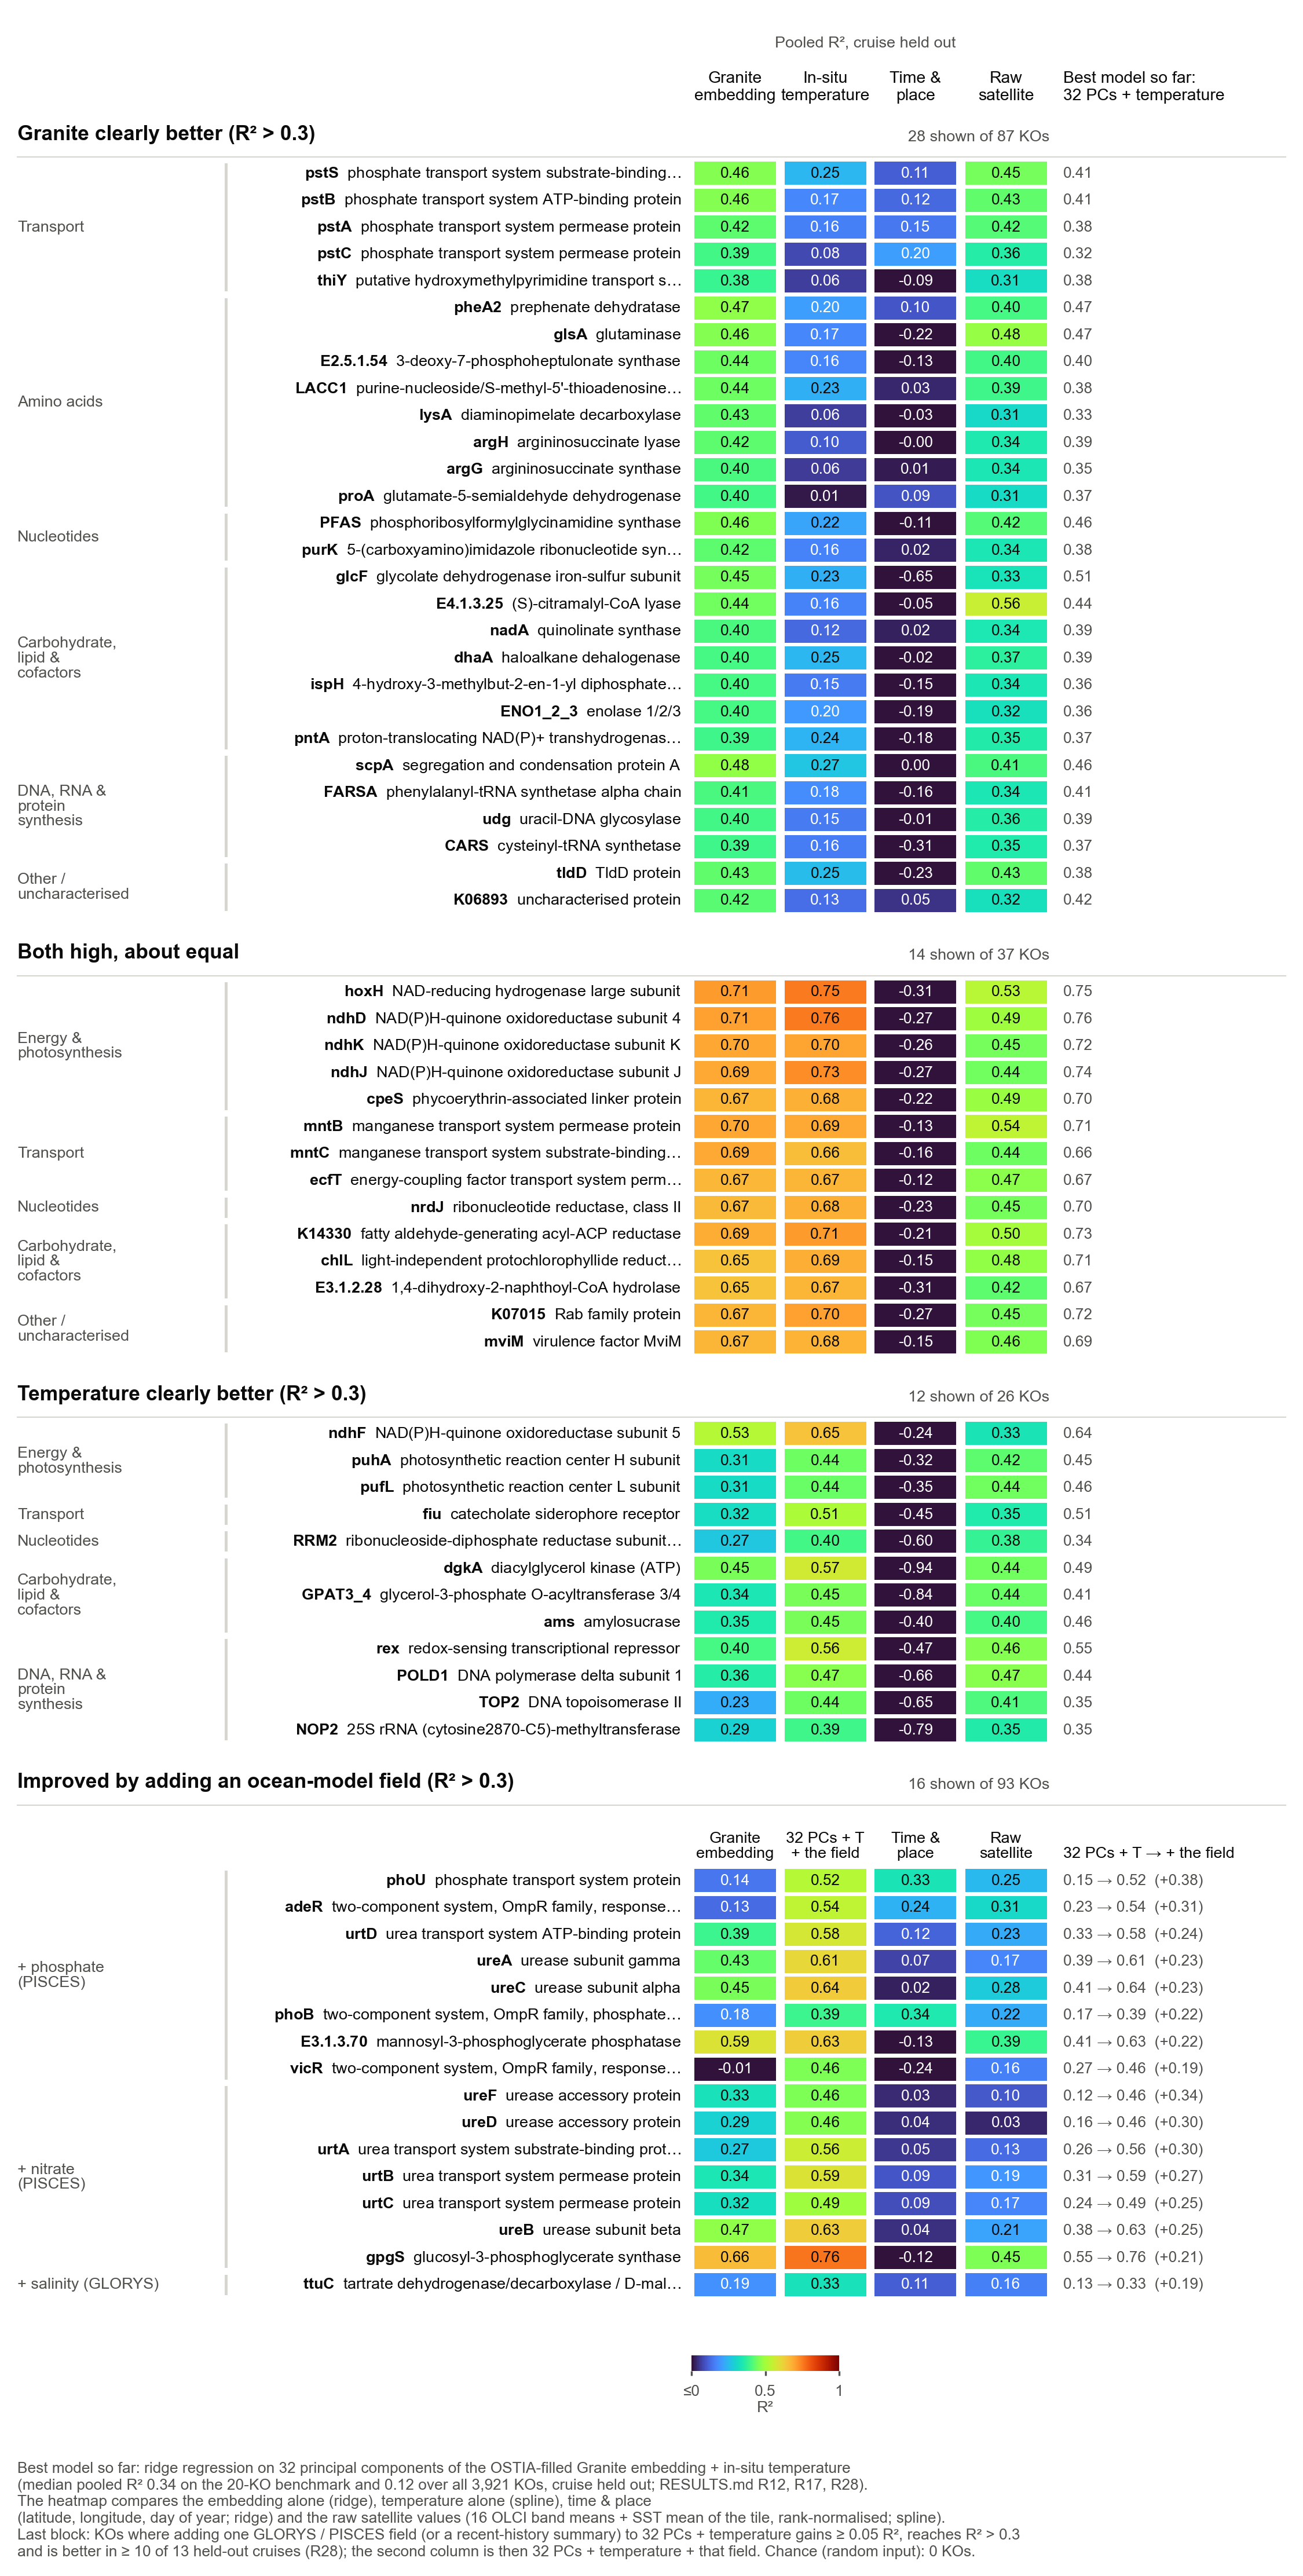 Pooled R², cruise held out
Granite embedding In-situ temperature Time & place Raw satellite Best model so far: 32 PCs + temperature
Granite clearly better (R² > 0.3) 28 shown of 87 KOs
Transport
pstS phosphate transport system substrate-binding… 0.46 0.25 0.11 0.45 0.41
pstB phosphate transport system ATP-binding protein 0.46 0.17 0.12 0.43 0.41
pstA phosphate transport system permease protein 0.42 0.16 0.15 0.42 0.38
pstC phosphate transport system permease protein 0.39 0.08 0.20 0.36 0.32
thiY putative hydroxymethylpyrimidine transport s… 0.38 0.06 -0.09 0.31 0.38
Amino acids
pheA2 prephenate dehydratase 0.47 0.20 0.10 0.40 0.47
glsA glutaminase 0.46 0.17 -0.22 0.48 0.47
E2.5.1.54 3-deoxy-7-phosphoheptulonate synthase 0.44 0.16 -0.13 0.40 0.40
LACC1 purine-nucleoside/S-methyl-5'-thioadenosine… 0.44 0.23 0.03 0.39 0.38
lysA diaminopimelate decarboxylase 0.43 0.06 -0.03 0.31 0.33
argH argininosuccinate lyase 0.42 0.10 -0.00 0.34 0.39
argG argininosuccinate synthase 0.40 0.06 0.01 0.34 0.35
proA glutamate-5-semialdehyde dehydrogenase 0.40 0.01 0.09 0.31 0.37
Nucleotides
PFAS phosphoribosylformylglycinamidine synthase 0.46 0.22 -0.11 0.42 0.46
purK 5-(carboxyamino)imidazole ribonucleotide syn… 0.42 0.16 0.02 0.34 0.38
Carbohydrate,
lipid &
cofactors
glcF glycolate dehydrogenase iron-sulfur subunit 0.45 0.23 -0.65 0.33 0.51
E4.1.3.25 (S)-citramalyl-CoA lyase 0.44 0.16 -0.05 0.56 0.44
nadA quinolinate synthase 0.40 0.12 0.02 0.34 0.39
dhaA haloalkane dehalogenase 0.40 0.25 -0.02 0.37 0.39
ispH 4-hydroxy-3-methylbut-2-en-1-yl diphosphate… 0.40 0.15 -0.15 0.34 0.36
ENO1_2_3 enolase 1/2/3 0.40 0.20 -0.19 0.32 0.36
pntA proton-translocating NAD(P)+ transhydrogenas… 0.39 0.24 -0.18 0.35 0.37
DNA, RNA &
protein
synthesis
scpA segregation and condensation protein A 0.48 0.27 0.00 0.41 0.46
FARSA phenylalanyl-tRNA synthetase alpha chain 0.41 0.18 -0.16 0.34 0.41
udg uracil-DNA glycosylase 0.40 0.15 -0.01 0.36 0.39
CARS cysteinyl-tRNA synthetase 0.39 0.16 -0.31 0.35 0.37
Other /
uncharacterised
tldD TldD protein 0.43 0.25 -0.23 0.43 0.38
K06893 uncharacterised protein 0.42 0.13 0.05 0.32 0.42
Both high, about equal 14 shown of 37 KOs
Energy &
photosynthesis
hoxH NAD-reducing hydrogenase large subunit 0.71 0.75 -0.31 0.53 0.75
ndhD NAD(P)H-quinone oxidoreductase subunit 4 0.71 0.76 -0.27 0.49 0.76
ndhK NAD(P)H-quinone oxidoreductase subunit K 0.70 0.70 -0.26 0.45 0.72
ndhJ NAD(P)H-quinone oxidoreductase subunit J 0.69 0.73 -0.27 0.44 0.74
cpeS phycoerythrin-associated linker protein 0.67 0.68 -0.22 0.49 0.70
Transport
mntB manganese transport system permease protein 0.70 0.69 -0.13 0.54 0.71
mntC manganese transport system substrate-binding… 0.69 0.66 -0.16 0.44 0.66
ecfT energy-coupling factor transport system perm… 0.67 0.67 -0.12 0.47 0.67
Nucleotides
nrdJ ribonucleotide reductase, class II 0.67 0.68 -0.23 0.45 0.70
Carbohydrate,
lipid &
cofactors
K14330 fatty aldehyde-generating acyl-ACP reductase 0.69 0.71 -0.21 0.50 0.73
chlL light-independent protochlorophyllide reduct… 0.65 0.69 -0.15 0.48 0.71
E3.1.2.28 1,4-dihydroxy-2-naphthoyl-CoA hydrolase 0.65 0.67 -0.31 0.42 0.67
Other /
uncharacterised
K07015 Rab family protein 0.67 0.70 -0.27 0.45 0.72
mviM virulence factor MviM 0.67 0.68 -0.15 0.46 0.69
Temperature clearly better (R² > 0.3) 12 shown of 26 KOs
Energy &
photosynthesis
ndhF NAD(P)H-quinone oxidoreductase subunit 5 0.53 0.65 -0.24 0.33 0.64
puhA photosynthetic reaction center H subunit 0.31 0.44 -0.32 0.42 0.45
pufL photosynthetic reaction center L subunit 0.31 0.44 -0.35 0.44 0.46
Transport
fiu catecholate siderophore receptor 0.32 0.51 -0.45 0.35 0.51
Nucleotides
RRM2 ribonucleoside-diphosphate reductase subunit… 0.27 0.40 -0.60 0.38 0.34
Carbohydrate,
lipid &
cofactors
dgkA diacylglycerol kinase (ATP) 0.45 0.57 -0.94 0.44 0.49
GPAT3_4 glycerol-3-phosphate O-acyltransferase 3/4 0.34 0.45 -0.84 0.44 0.41
ams amylosucrase 0.35 0.45 -0.40 0.40 0.46
DNA, RNA &
protein
synthesis
rex redox-sensing transcriptional repressor 0.40 0.56 -0.47 0.46 0.55
POLD1 DNA polymerase delta subunit 1 0.36 0.47 -0.66 0.47 0.44
TOP2 DNA topoisomerase II 0.23 0.44 -0.65 0.41 0.35
NOP2 25S rRNA (cytosine2870-C5)-methyltransferase 0.29 0.39 -0.79 0.35 0.35
Improved by adding an ocean-model field (R² > 0.3) 16 shown of 93 KOs
Granite embedding 32 PCs + T + the field Time & place Raw satellite 32 PCs + T → + the field
+ phosphate
(PISCES)
phoU phosphate transport system protein 0.14 0.52 0.33 0.25 0.15 → 0.52 (+0.38)
adeR two-component system, OmpR family, response… 0.13 0.54 0.24 0.31 0.23 → 0.54 (+0.31)
urtD urea transport system ATP-binding protein 0.39 0.58 0.12 0.23 0.33 → 0.58 (+0.24)
ureA urease subunit gamma 0.43 0.61 0.07 0.17 0.39 → 0.61 (+0.23)
ureC urease subunit alpha 0.45 0.64 0.02 0.28 0.41 → 0.64 (+0.23)
phoB two-component system, OmpR family, phosphate… 0.18 0.39 0.34 0.22 0.17 → 0.39 (+0.22)
E3.1.3.70 mannosyl-3-phosphoglycerate phosphatase 0.59 0.63 -0.13 0.39 0.41 → 0.63 (+0.22)
vicR two-component system, OmpR family, response… -0.01 0.46 -0.24 0.16 0.27 → 0.46 (+0.19)
+ nitrate
(PISCES)
ureF urease accessory protein 0.33 0.46 0.03 0.10 0.12 → 0.46 (+0.34)
ureD urease accessory protein 0.29 0.46 0.04 0.03 0.16 → 0.46 (+0.30)
urtA urea transport system substrate-binding prot… 0.27 0.56 0.05 0.13 0.26 → 0.56 (+0.30)
urtB urea transport system permease protein 0.34 0.59 0.09 0.19 0.31 → 0.59 (+0.27)
urtC urea transport system permease protein 0.32 0.49 0.09 0.17 0.24 → 0.49 (+0.25)
ureB urease subunit beta 0.47 0.63 0.04 0.21 0.38 → 0.63 (+0.25)
gpgS glucosyl-3-phosphoglycerate synthase 0.66 0.76 -0.12 0.45 0.55 → 0.76 (+0.21)
+ salinity (GLORYS)
ttuC tartrate dehydrogenase/decarboxylase / D-mal… 0.19 0.33 0.11 0.16 0.13 → 0.33 (+0.19)
≤0 0.5 1
R²
Best model so far: ridge regression on 32 principal components of the OSTIA-filled Granite embedding + in-situ temperature
(median pooled R² 0.34 on the 20-KO benchmark and 0.12 over all 3,921 KOs, cruise held out; RESULTS.md R12, R17, R28).
The heatmap compares the embedding alone (ridge), temperature alone (spline), time & place
(latitude, longitude, day of year; ridge) and the raw satellite values (16 OLCI band means + SST mean of the tile, rank-normalised; spline).
Last block: KOs where adding one GLORYS / PISCES field (or a recent-history summary) to 32 PCs + temperature gains ≥ 0.05 R², reaches R² > 0.3
and is better in ≥ 10 of 13 held-out cruises (R28); the second column is then 32 PCs + temperature + that field. Chance (random input): 0 KOs.